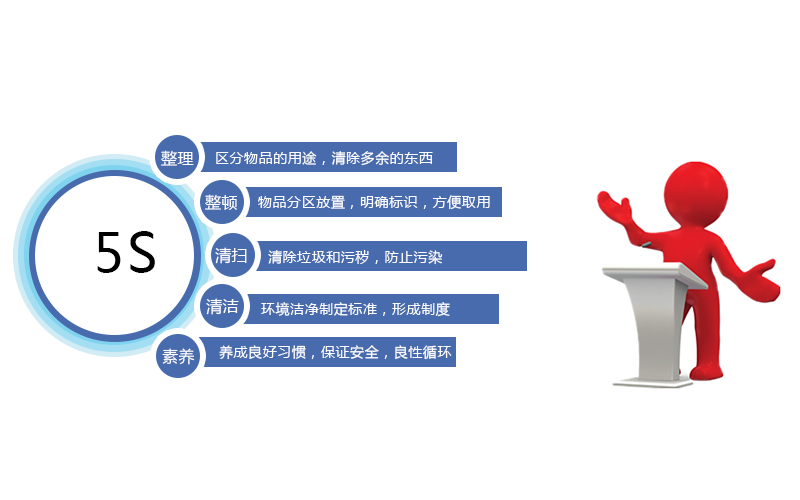 5S
整理
区分物品的用途，清除多余的东西
整顿
物品分区放置，明确标识，方便取用
清扫
清除垃圾和污秽，防止污染
清洁
环境洁净制定标准，形成制度
素养
养成良好习惯，保证安全，良性循环